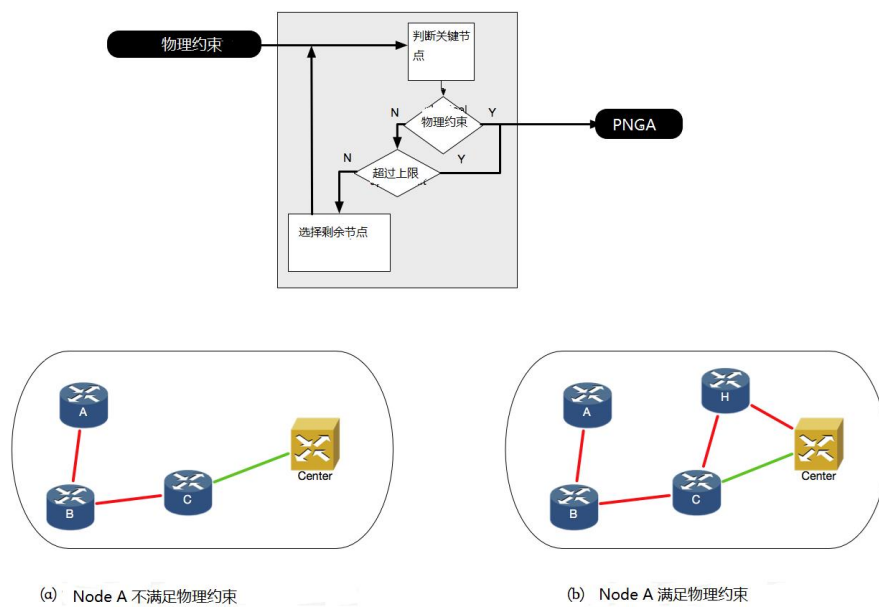 物理约束
判断关键节
点
N
Y
物理约束
PNGA
N
Y
超过上限
选择剩余节点
A
B
C
Center
A
H
B
C
Center
(a) Node A 不满足物理约束
(b) Node A 满足物理约束